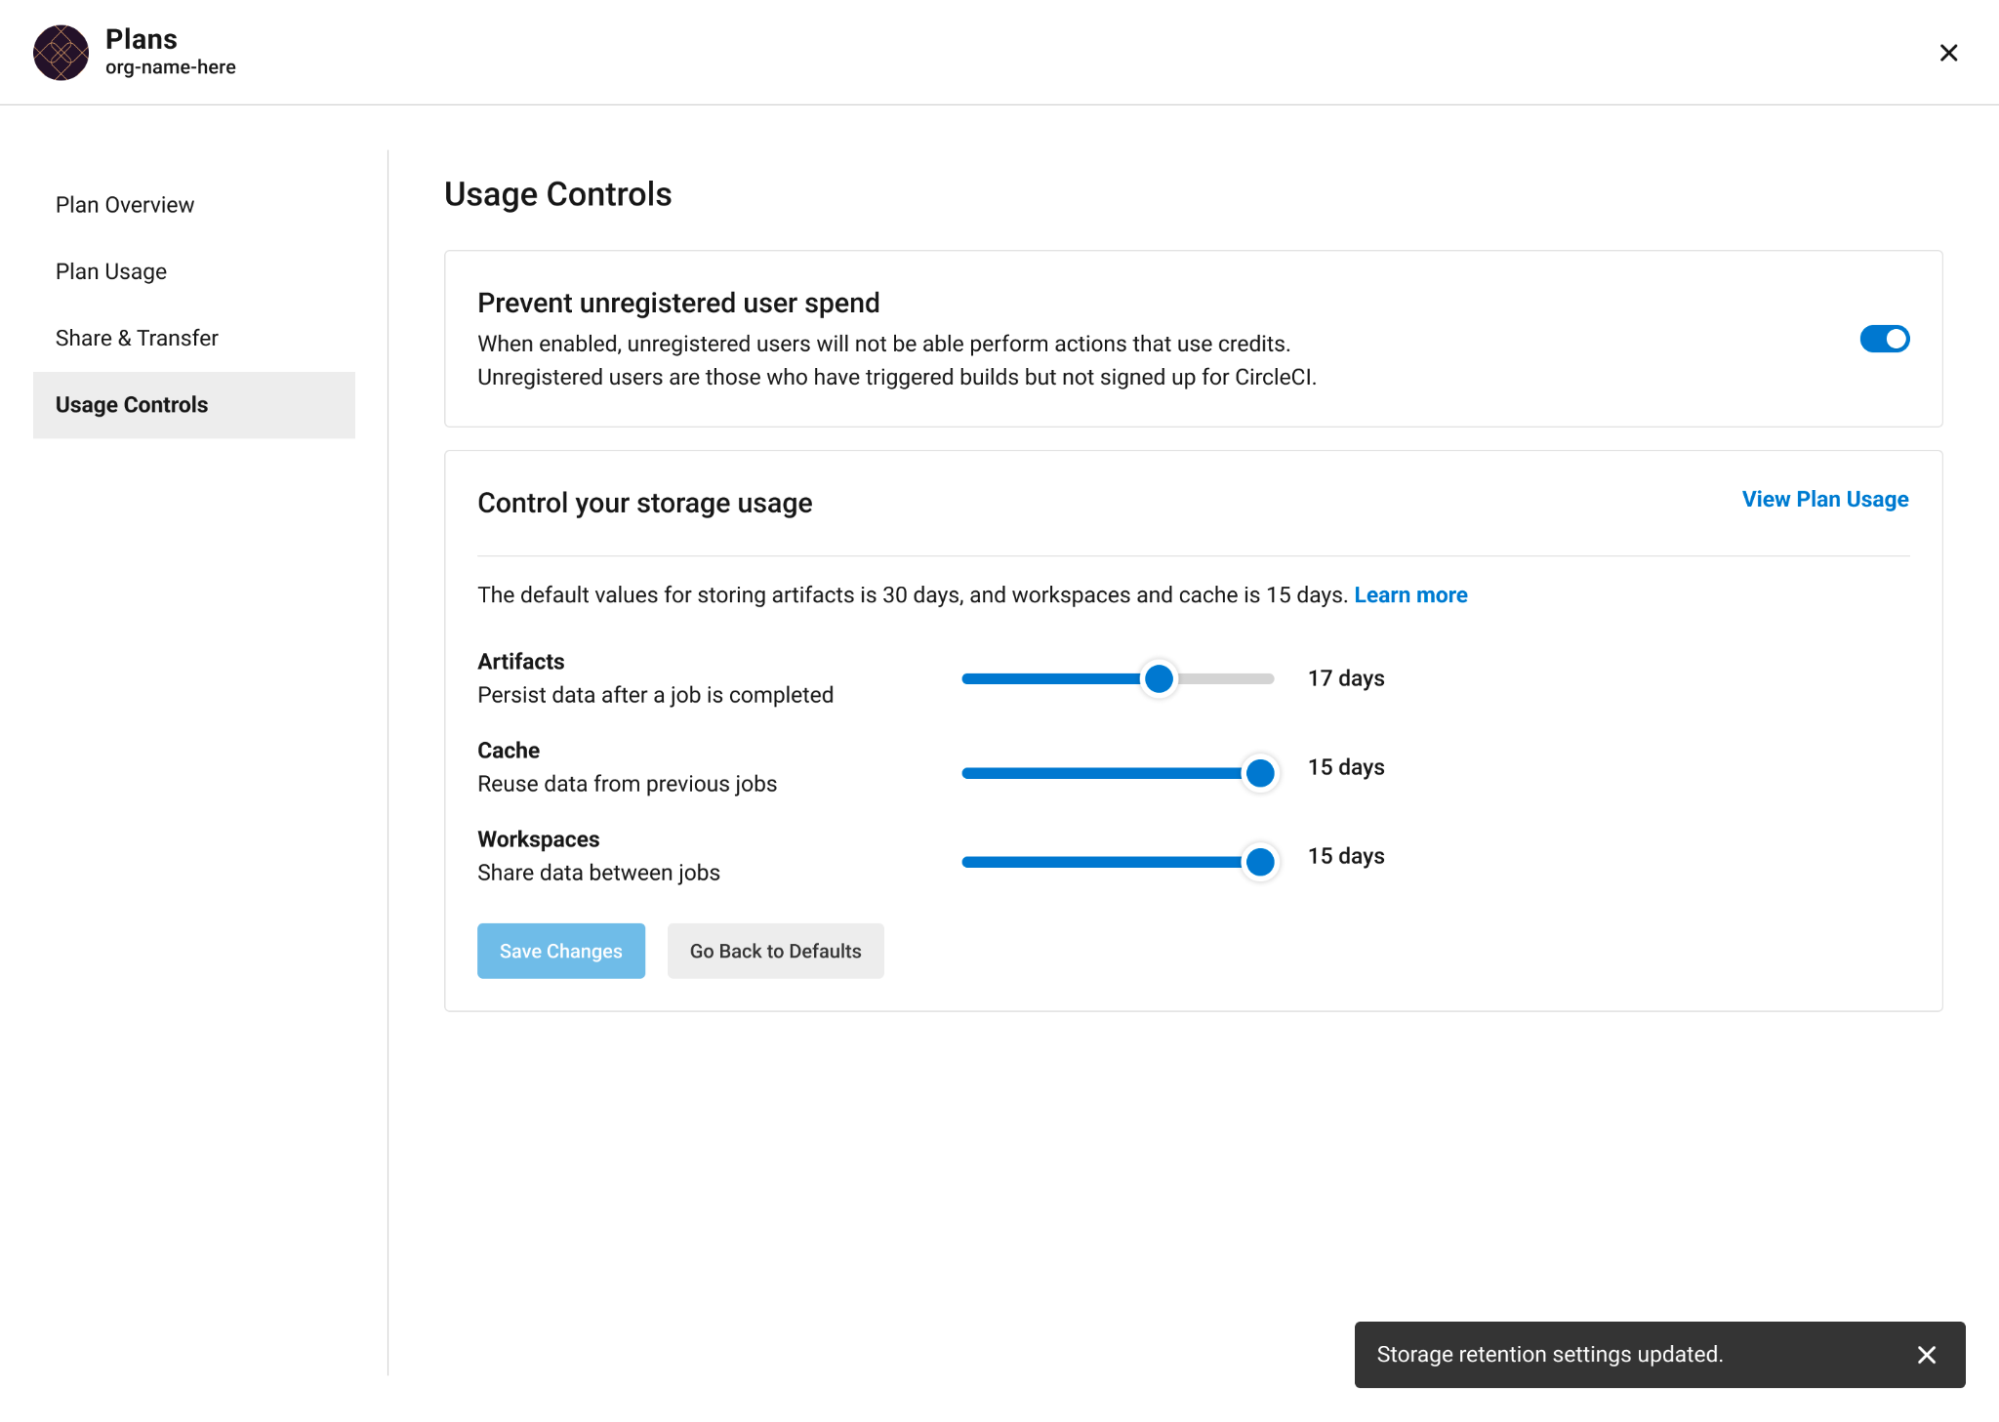 Plans
org-name-here
Plan Overview
Plan Usage
Share & Transfer
Usage Controls
Usage Controls
Prevent unregistered user spend
When enabled, unregistered users will not be able perform actions that use credits.
Unregistered users are those who have triggered builds but not signed up for CircleCI.
Control your storage usage
View Plan Usage
The default values for storing artifacts is 30 days, and workspaces and cache is 15 days. Learn more
Artifacts
Persist data after a job is completed
17 days
Cache
Reuse data from previous jobs
15 days
Workspaces
Share data between jobs
15 days
Save Changes
Go Back to Defaults
Storage retention settings updated.